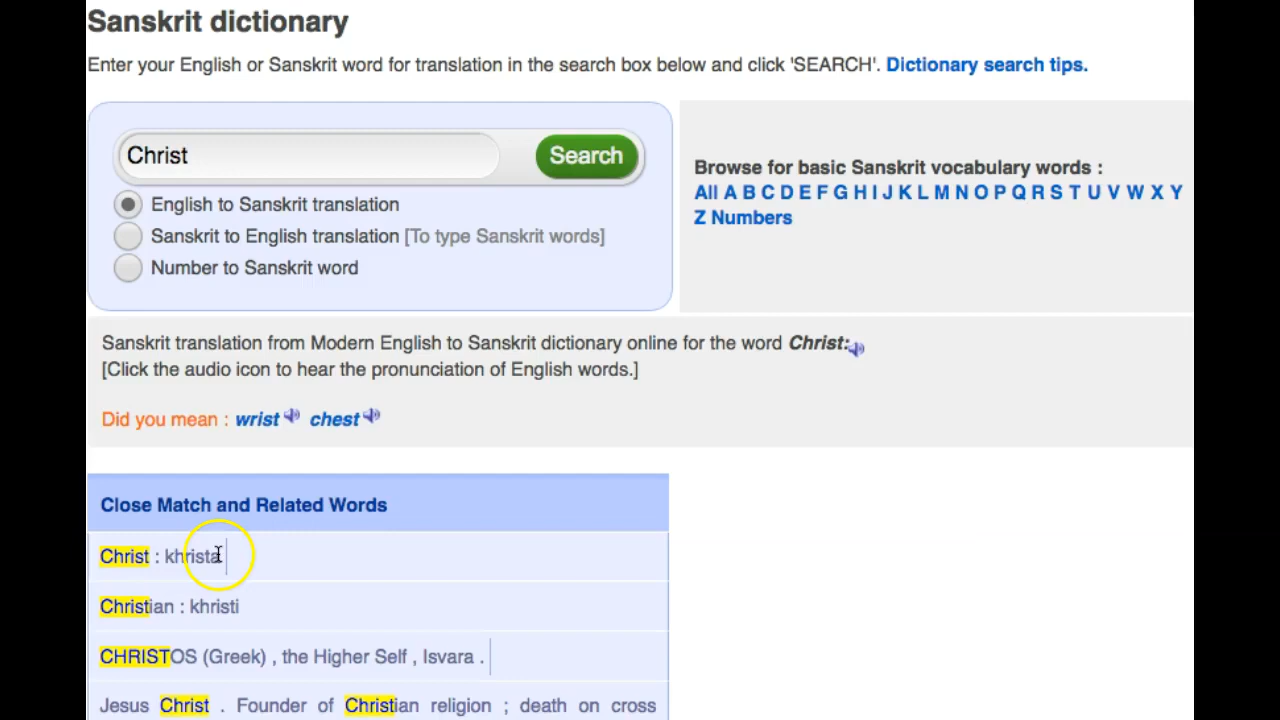 Sanskrit dictionary
Enter your English or Sanskrit word for translation in the search box below and click 'SEARCH'. Dictionary search tips.
Christ
Search
English to Sanskrit translation
Sanskrit to English translation [To type Sanskrit words]
Number to Sanskrit word
Browse for basic Sanskrit vocabulary words :
All A B C D E F G H I J K L M N O P Q R S T U V W X Y
Z Numbers
Sanskrit translation from Modern English to Sanskrit dictionary online for the word Christ:
[Click the audio icon to hear the pronunciation of English words.]
Did you mean : wrist chest
Close Match and Related Words
Christ : khrista
Christian : khristi
CHRISTOS (Greek) , the Higher Self , Isvara .
Jesus Christ . Founder of Christian religion ; death on cross